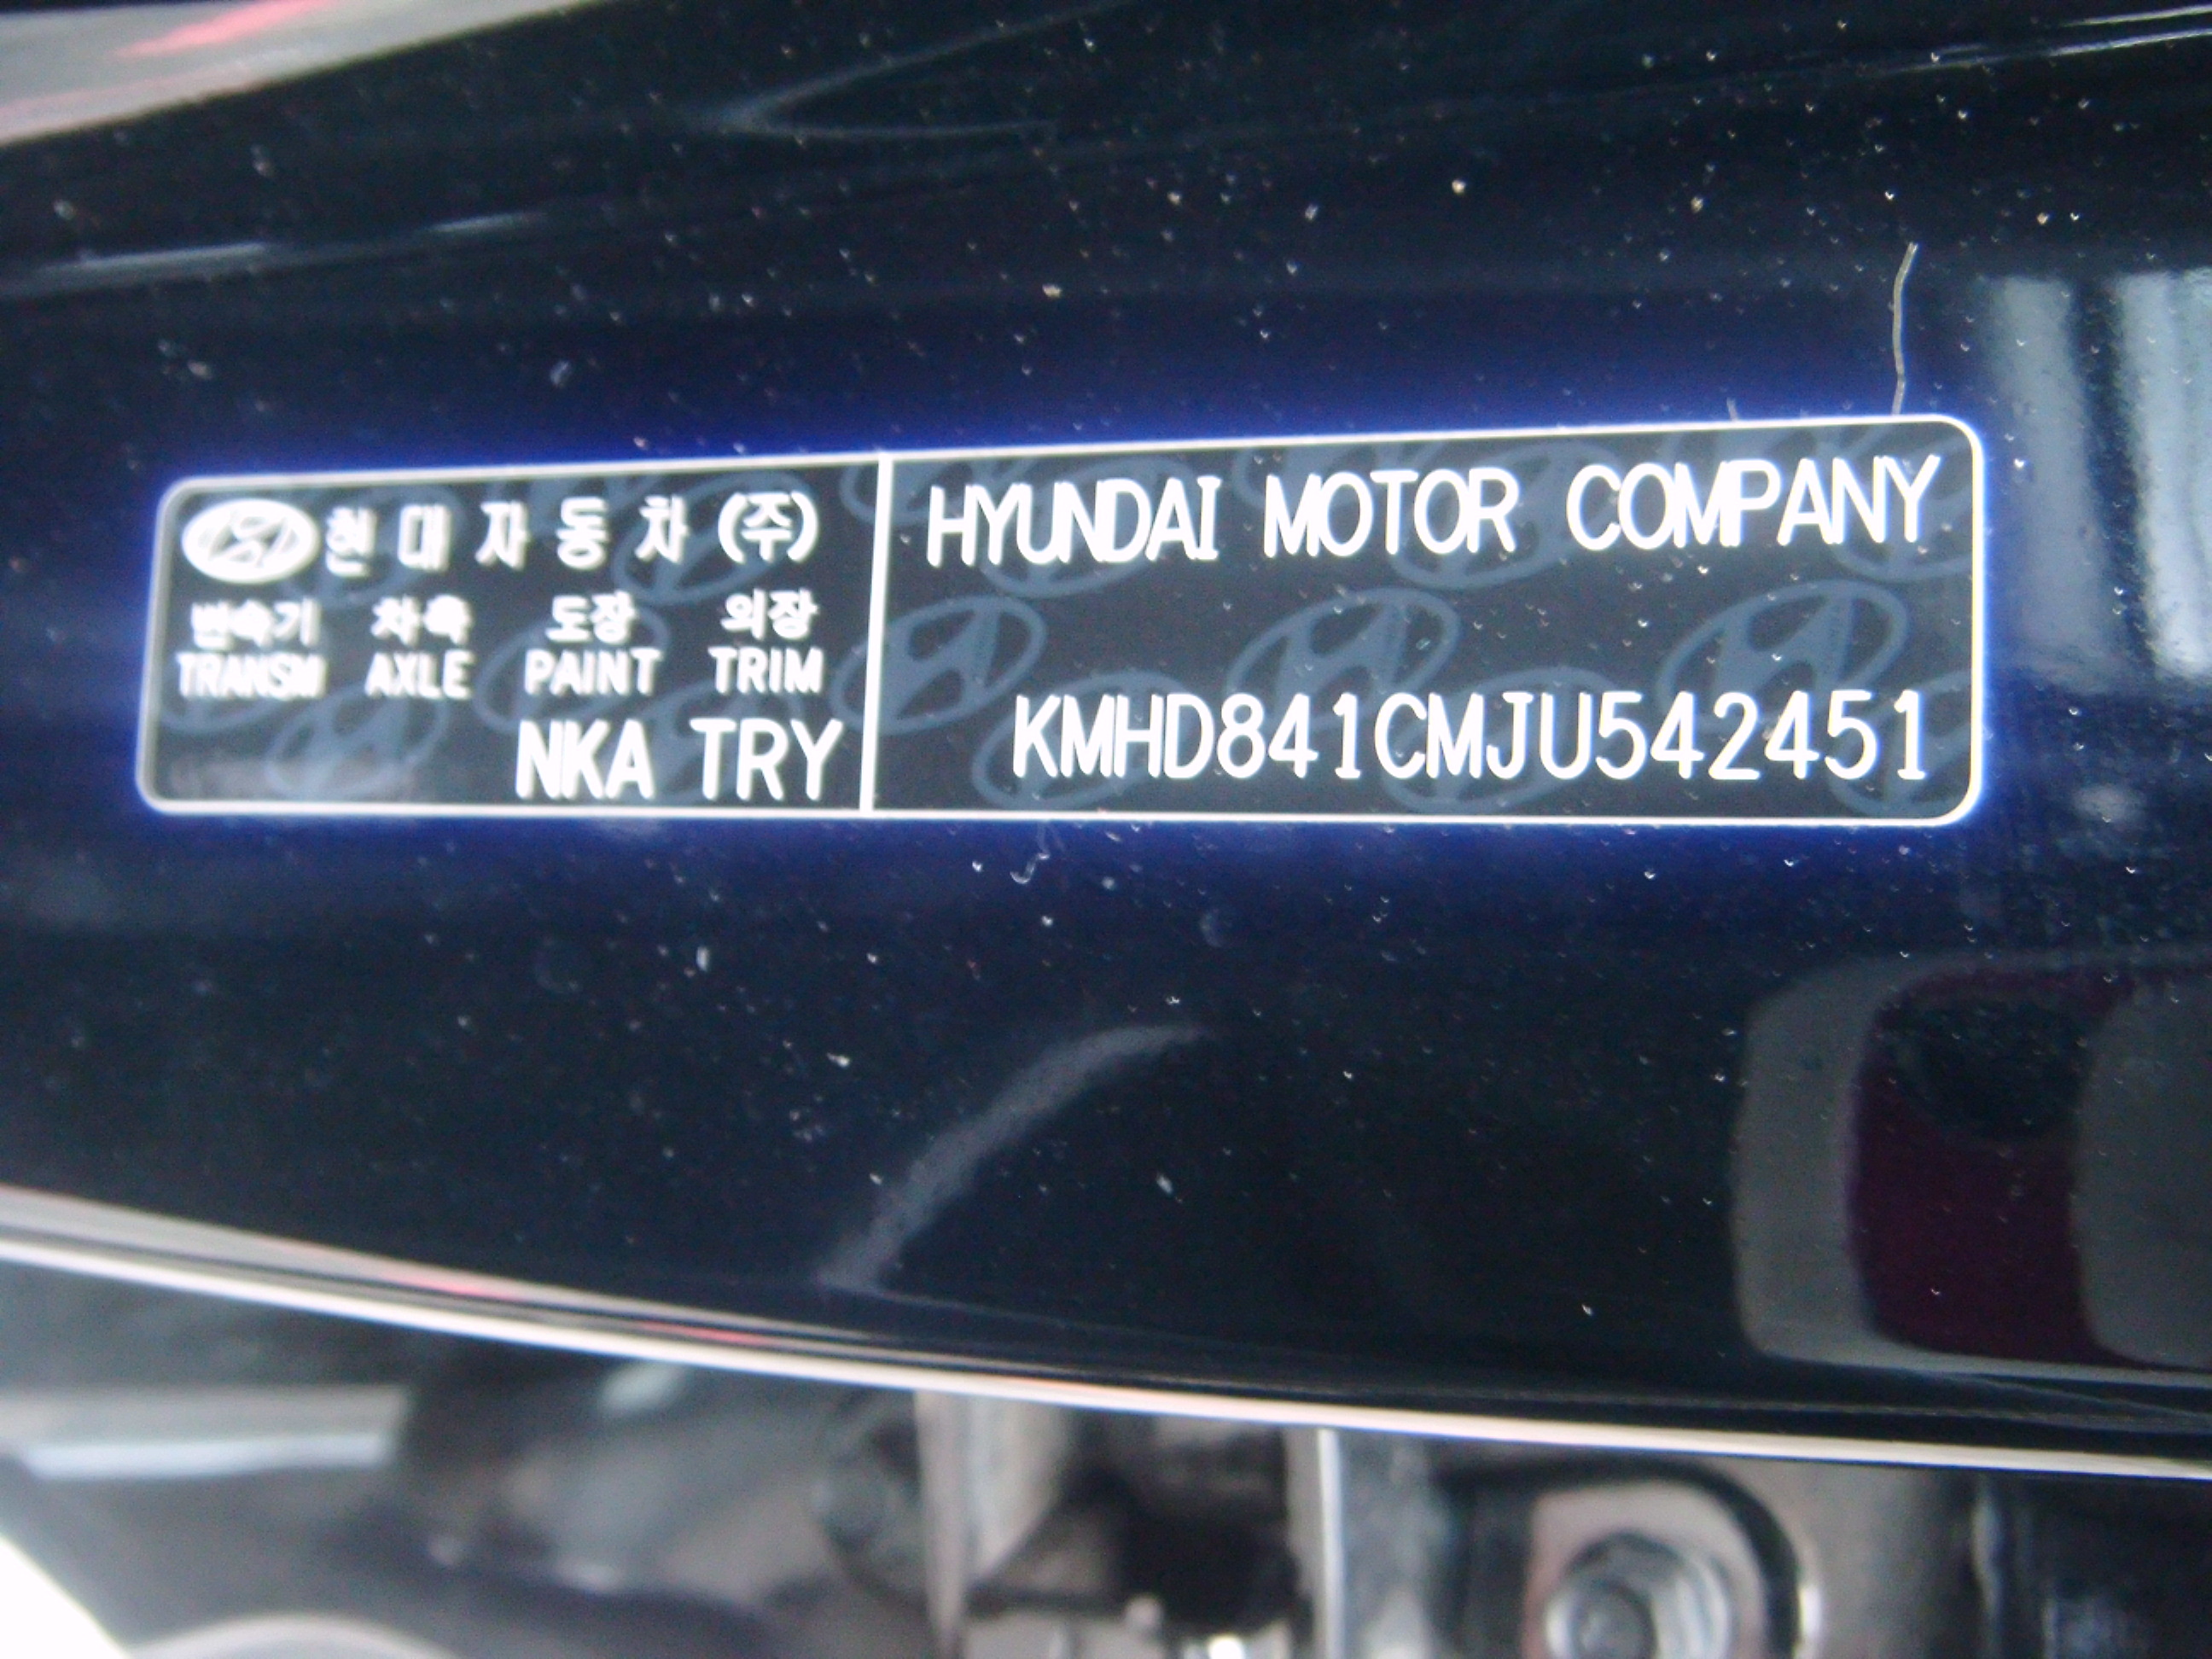 현대자동차(주)
변속기 차축 도장 의장
TRANSM AXLE PAINT TRIM
NKA TRY
HYUNDAI MOTOR COMPANY
KMHD841CMJU542451